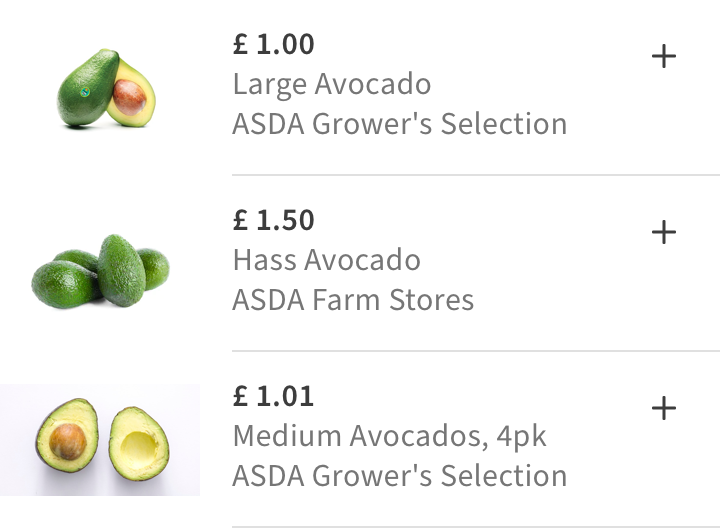 £ 1.00
Large Avocado
ASDA Grower's Selection
£ 1.50
Hass Avocado
ASDA Farm Stores
£ 1.01
Medium Avocados, 4pk
ASDA Grower's Selection